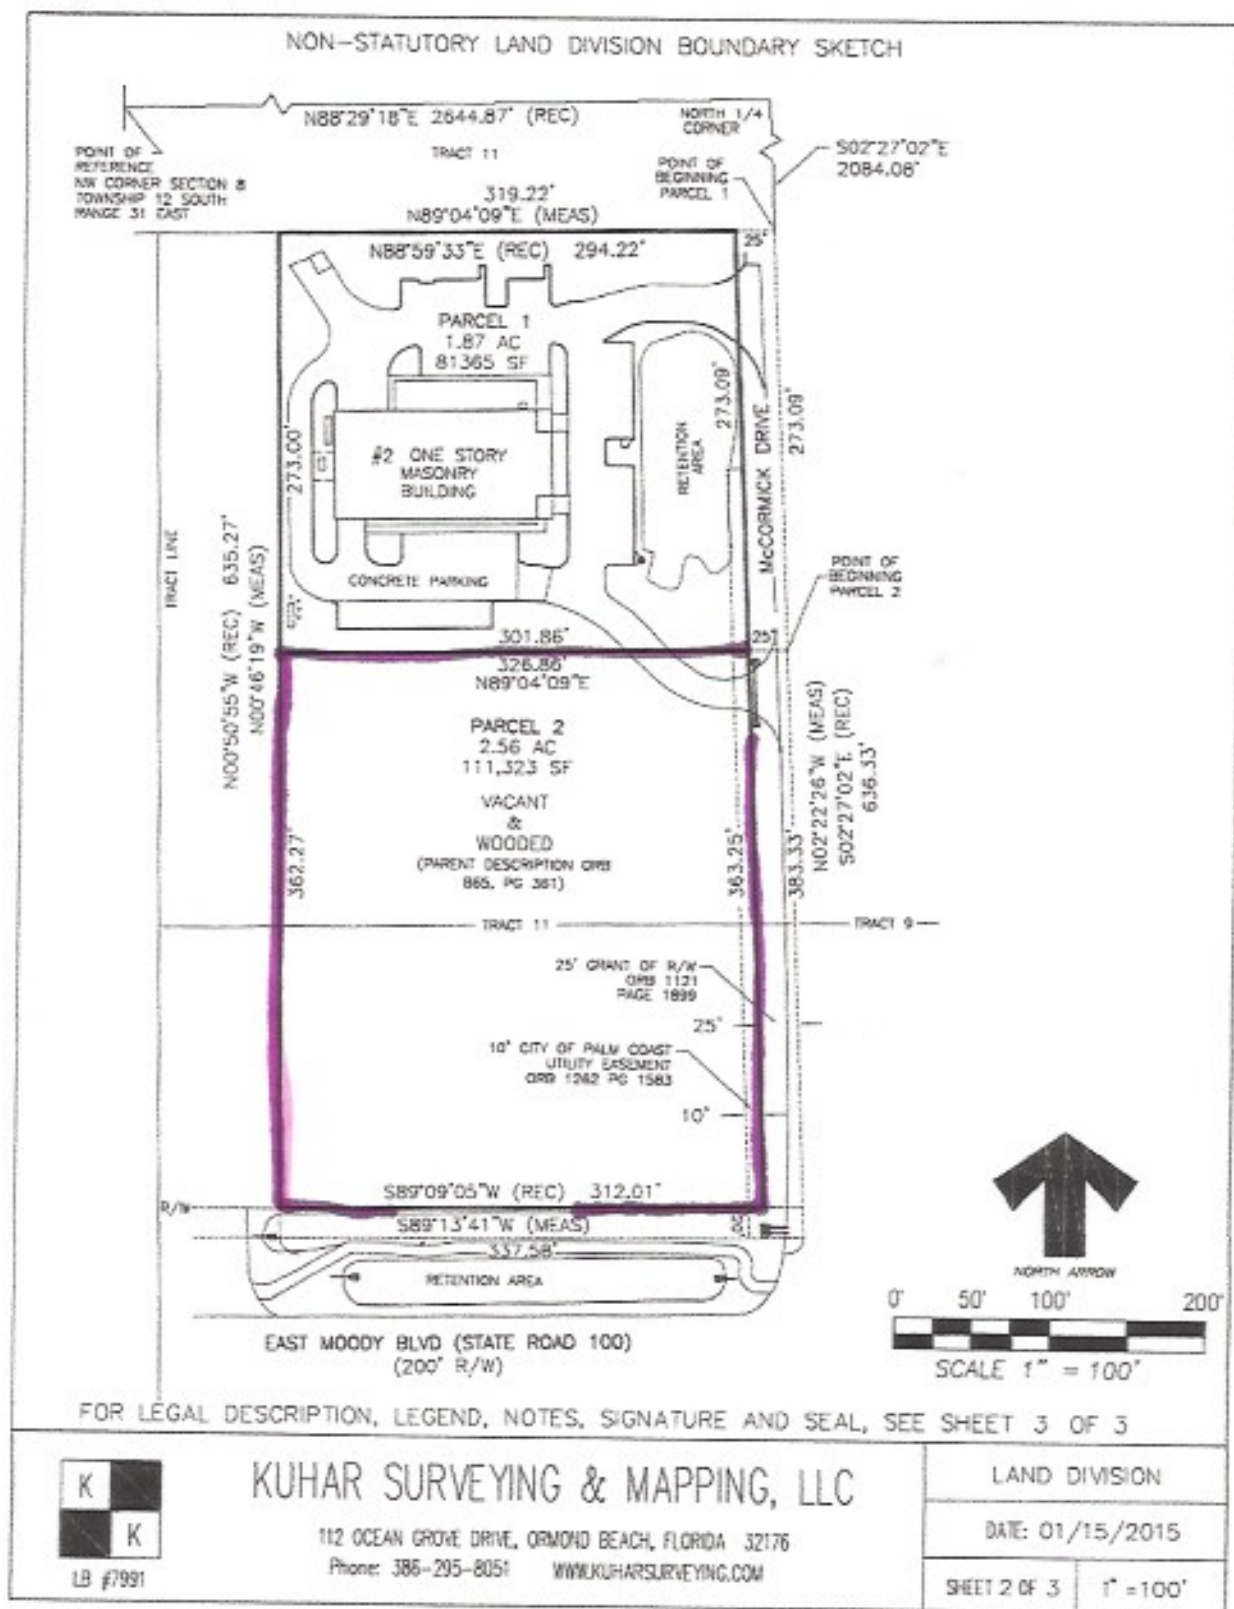 NON-STATUTORY LAND DIVISION BOUNDARY SKETCH
N88°29'18"E 2644.87' (REC)
NORTH 1/4
CORNER
S02°27'02"E
2084.08'
POINT OF
REFERENCE
NW CORNER SECTION 8
TOWNSHIP 12 SOUTH
RANGE 31 EAST
TRACT 11
POINT OF
BEGINNING
PARCEL 1
319.22'
N89°04'09"E (MEAS)
N88°59'33"E (REC) 294.22'
25'
PARCEL 1
1.87 AC
81365 SF
273.00'
#2 ONE STORY
MASONRY
BUILDING
RETENTION
AREA
273.09'
McCORMICK DRIVE
273.09'
TRACT LINE
N00°50'55"W (REC) 635.27'
N00°46'19"W (MEAS)
CONCRETE PARKING
POINT OF
BEGINNING
PARCEL 2
301.86'
25'
326.86'
N89°04'09"E
PARCEL 2
2.56 AC
111,323 SF
VACANT
&
WOODED
(PARENT DESCRIPTION ORB
865, PG 361)
362.27'
363.25'
383.33'
N02°22'26"W (MEAS)
S02°27'02"E (REC)
636.33'
TRACT 11
TRACT 9
25' GRANT OF R/W
ORB 1121
PAGE 1899
25'
10' CITY OF PALM COAST
UTILITY EASEMENT
ORB 1262 PG 1583
10'
R/W
S89°09'05"W (REC) 312.01'
S89°13'41"W (MEAS)
337.58'
20'
RETENTION AREA
EAST MOODY BLVD (STATE ROAD 100)
(200' R/W)
NORTH ARROW
0' 50' 100' 200'
SCALE 1" = 100'
FOR LEGAL DESCRIPTION, LEGEND, NOTES, SIGNATURE AND SEAL, SEE SHEET 3 OF 3
K
K
LB #7991
KUHAR SURVEYING & MAPPING, LLC
112 OCEAN GROVE DRIVE, ORMOND BEACH, FLORIDA 32176
Phone: 386-295-8051 WWW.KUHARSURVEYING.COM
LAND DIVISION
DATE: 01/15/2015
SHEET 2 OF 3
1" =100'